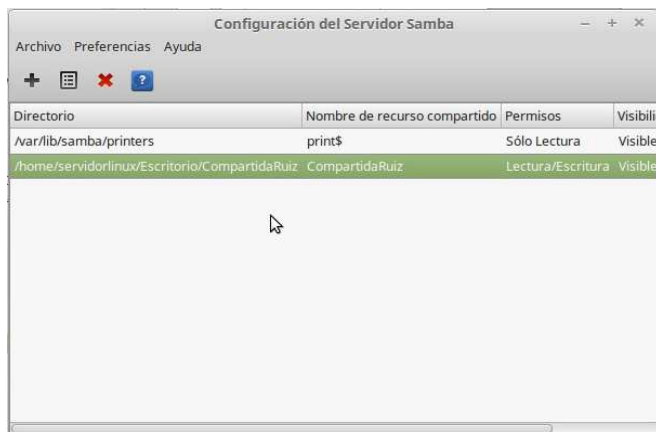 Configuración del Servidor Samba
Archivo Preferencias Ayuda
Directorio Nombre de recurso compartido Permisos Visibili
/var/lib/samba/printers print$ Sólo Lectura Visible
/home/servidorlinux/Escritorio/CompartidaRuiz CompartidaRuiz Lectura/Escritura Visible